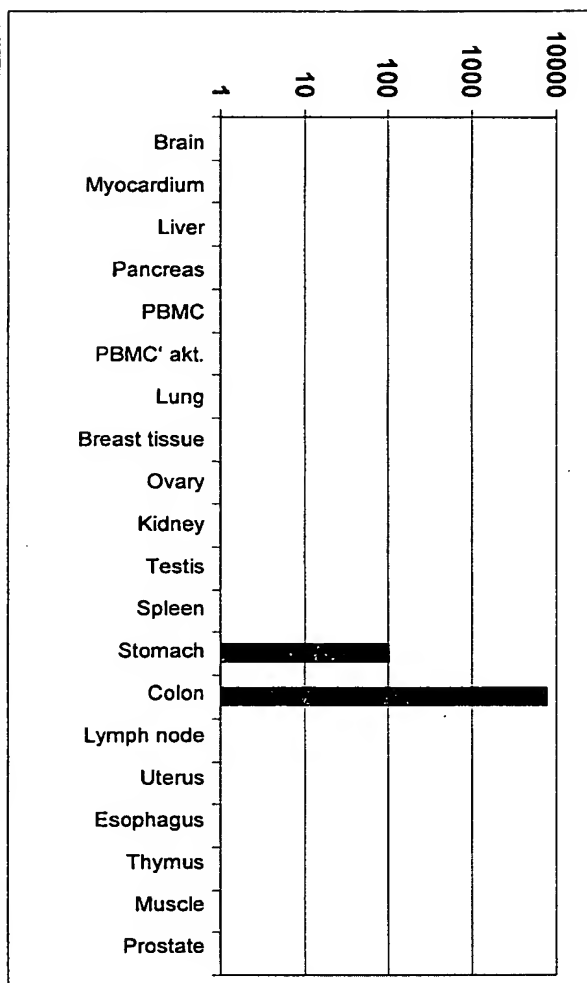 1
10
100
1000
10000
Brain
Myocardium
Liver
Pancreas
PBMC
PBMC' akt.
Lung
Breast tissue
Ovary
Kidney
Testis
Spleen
Stomach
Colon
Lymph node
Uterus
Esophagus
Thymus
Muscle
Prostate